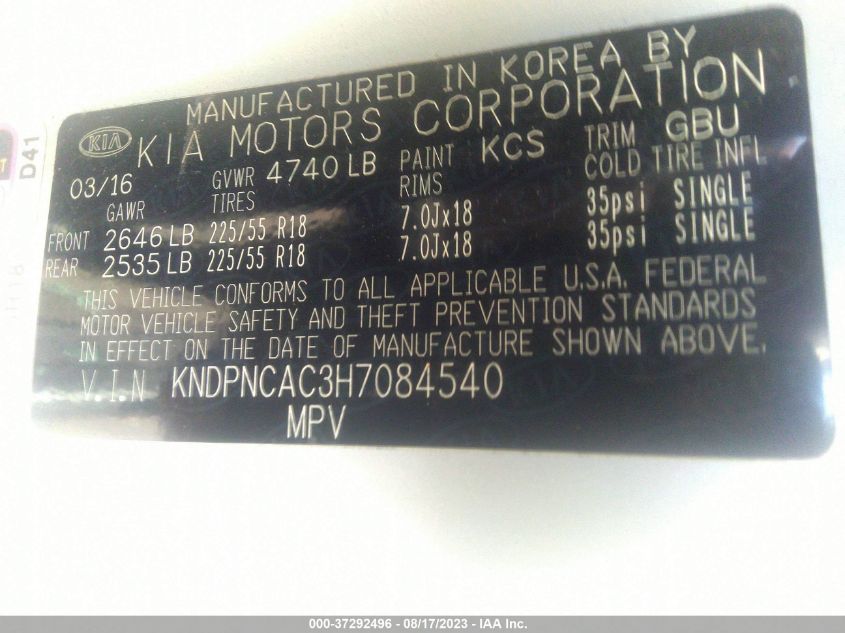 MANUFACTURED IN KOREA BY
KIA KIA MOTORS CORPORATION
03/16 GVWR 4740 LB PAINT KCS TRIM GBU
GAWR TIRES RIMS COLD TIRE INFL
FRONT 2646 LB 225/55 R18 7.0Jx18 35psi SINGLE
REAR 2535 LB 225/55 R18 7.0Jx18 35psi SINGLE
THIS VEHICLE CONFORMS TO ALL APPLICABLE U.S.A. FEDERAL
MOTOR VEHICLE SAFETY AND THEFT PREVENTION STANDARDS
IN EFFECT ON THE DATE OF MANUFACTURE SHOWN ABOVE.
V.I.N KNDPNCAC3H7084540
MPV
D41
000-37292496 - 08/17/2023 - IAA Inc.